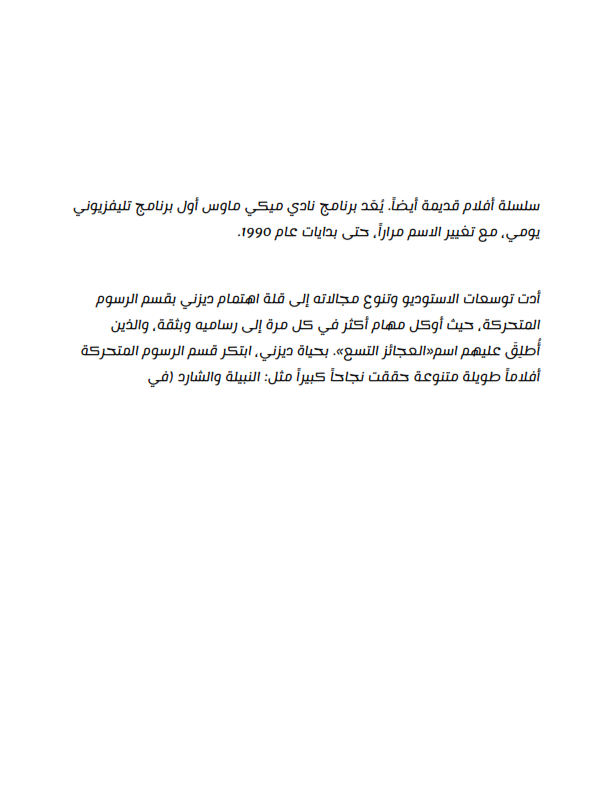 سلسلة أفلام قديمة أيضاً. يُعَد برنامج نادي ميكي ماوس أول برنامج تليفزيوني
يومي، مع تغيير الاسم مراراً، حتى بدايات عام 1990.
أدت توسعات الاستوديو وتنوع مجالاته إلى قلة اهتمام ديزني بقسم الرسوم
المتحركة، حيث أوكل مهام أكثر في كل مرة إلى رساميه وبثقة، والذين
أُطلِقَ عليهم اسم«العجائز التسع». بحياة ديزني، ابتكر قسم الرسوم المتحركة
أفلاماً طويلة متنوعة حققت نجاحاً كبيراً مثل: النبيلة والشارد (في